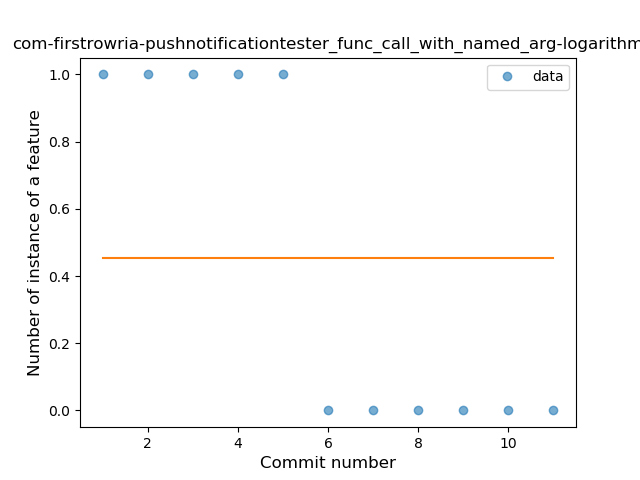 com-firstrowria-pushnotificationtester_func_call_with_named_arg-logarithm
1.0
0.8
0.6
0.4
0.2
0.0
Number of instance of a feature
data
2
4
6
8
10
Commit number